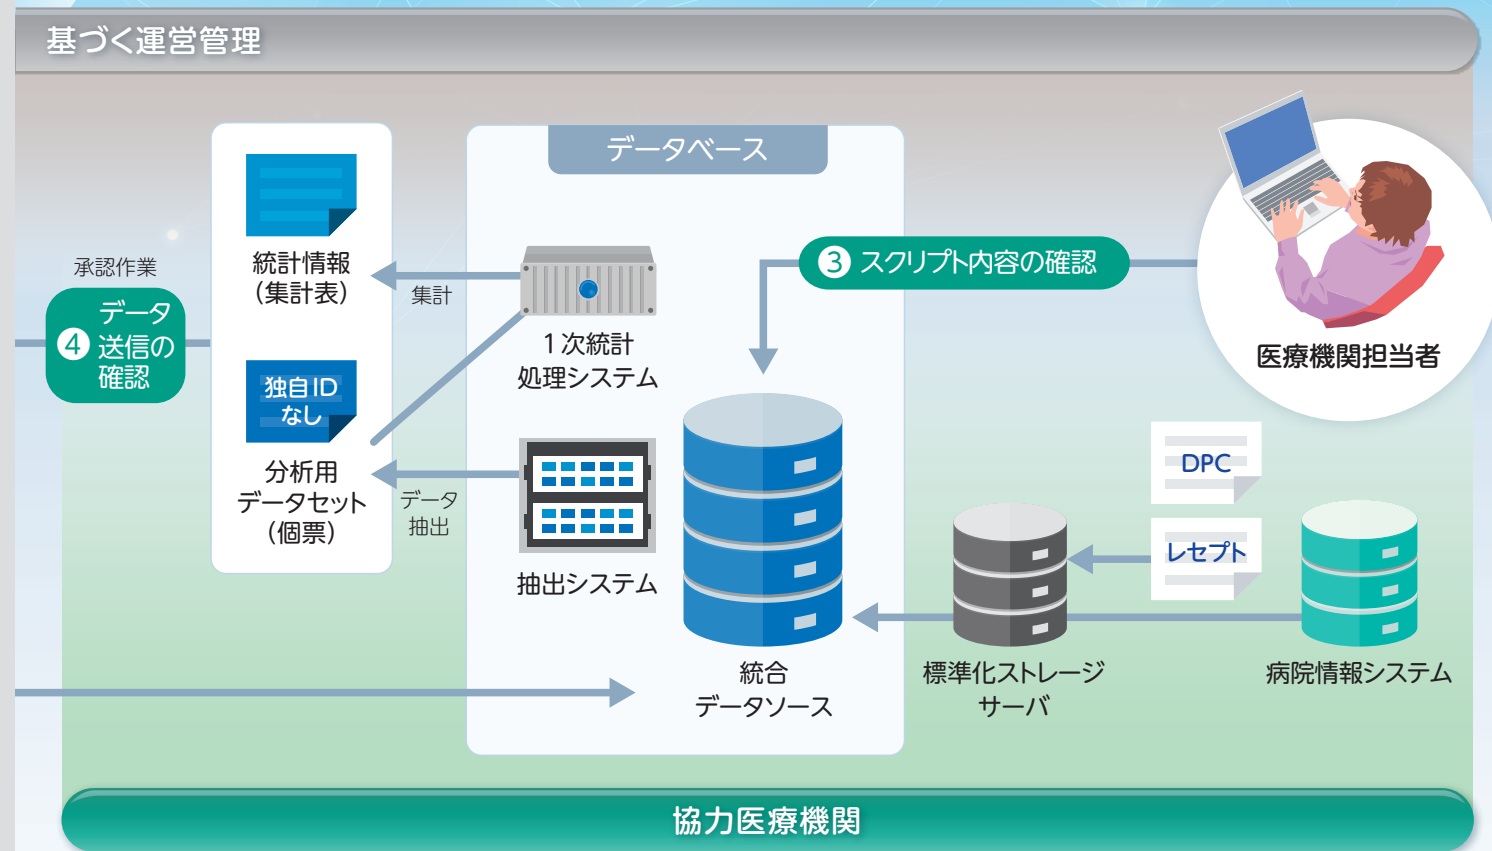 基づく運営管理
データベース
承認作業
④ データ
送信の
確認
統計情報
（集計表）
集計
1次統計
処理システム
③ スクリプト内容の確認
医療機関担当者
独自ID
なし
分析用
データセット
（個票）
データ
抽出
抽出システム
統合
データソース
DPC
レセプト
標準化ストレージ
サーバ
病院情報システム
協力医療機関